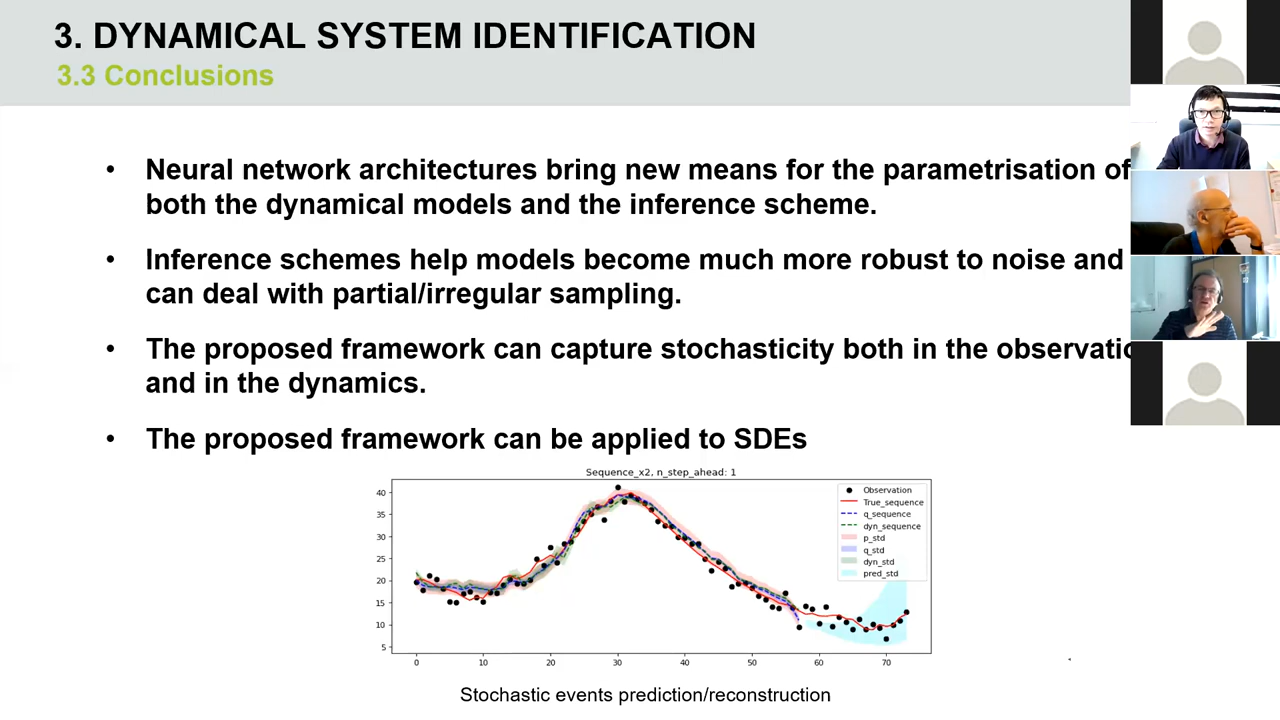 3. DYNAMICAL SYSTEM IDENTIFICATION
3.3 Conclusions
• Neural network architectures bring new means for the parametrisation of
both the dynamical models and the inference scheme.
• Inference schemes help models become much more robust to noise and
can deal with partial/irregular sampling.
• The proposed framework can capture stochasticity both in the observatio
and in the dynamics.
• The proposed framework can be applied to SDEs
Sequence_x2, n_step_ahead: 1
40
35
30
25
20
15
10
5
0 10 20 30 40 50 60 70
Observation
True_sequence
q_sequence
dyn_sequence
p_std
q_std
dyn_std
pred_std
Stochastic events prediction/reconstruction